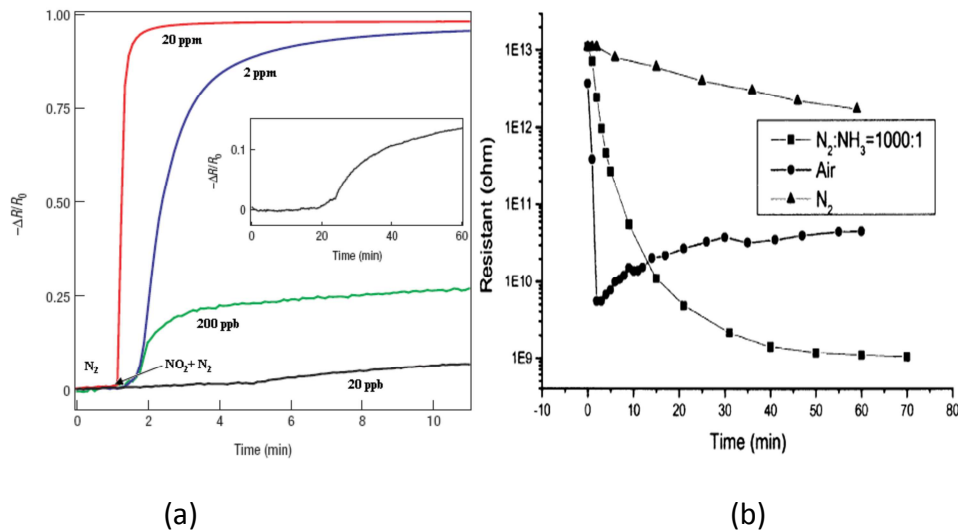 1.00
20 ppm
2 ppm
0.75
0.1
−ΔR/R0
0
0 20 40 60
Time (min)
−ΔR/R0
0.50
0.25
200 ppb
N2 NO2+ N2
20 ppb
0
0 2 4 6 8 10
Time (min)
(a)
1E13
1E12
N2:NH3=1000:1
Air
N2
1E11
1E10
1E9
Resistant (ohm)
-10 0 10 20 30 40 50 60 70 80
Time (min)
(b)